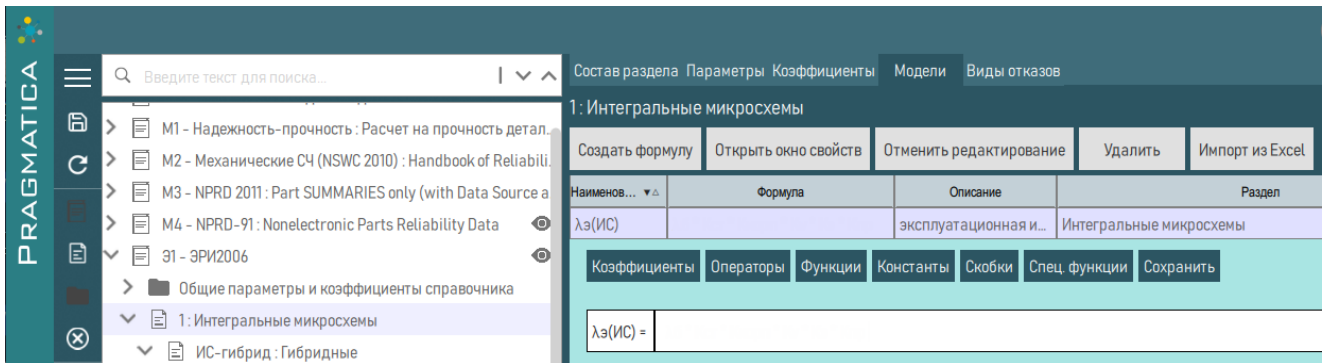 PRAGMATICA
Введите текст для поиска...
М1 - Надежность-прочность : Расчет на прочность детал...
М2 - Механические СЧ (NSWC 2010) : Handbook of Reliabili...
М3 - NPRD 2011 : Part SUMMARIES only (with Data Source a
М4 - NPRD-91 : Nonelectronic Parts Reliability Data
Э1 - ЭРИ2006
Общие параметры и коэффициенты справочника
1 : Интегральные микросхемы
ИС-гибрид : Гибридные
Состав раздела Параметры Коэффициенты Модели Виды отказов
1 : Интегральные микросхемы
Создать формулу Открыть окно свойств Отменить редактирование Удалить Импорт из Excel
Наименов... Формула Описание Раздел
λэ(ИС) эксплуатационная и... Интегральные микросхемы
Коэффициенты Операторы Функции Константы Скобки Спец. функции Сохранить
λэ(ИС) =